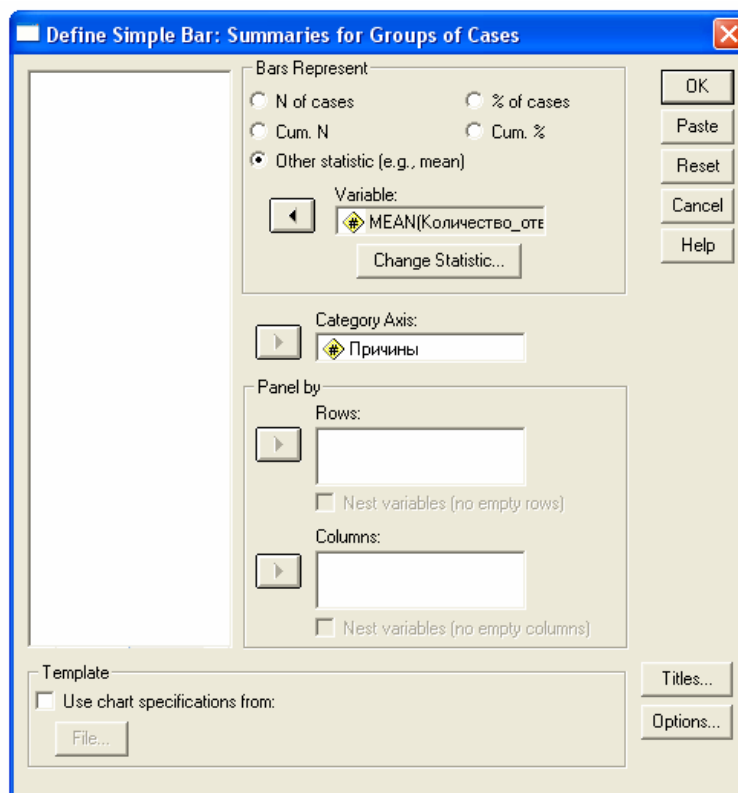 Define Simple Bar: Summaries for Groups of Cases
Bars Represent
N of cases
% of cases
Cum. N
Cum. %
Other statistic (e.g., mean)
Variable:
MEAN(Количество_отв
Change Statistic...
Category Axis:
Причины
Panel by
Rows:
Nest variables (no empty rows)
Columns:
Nest variables (no empty columns)
Template
Use chart specifications from:
File...
OK
Paste
Reset
Cancel
Help
Titles...
Options...